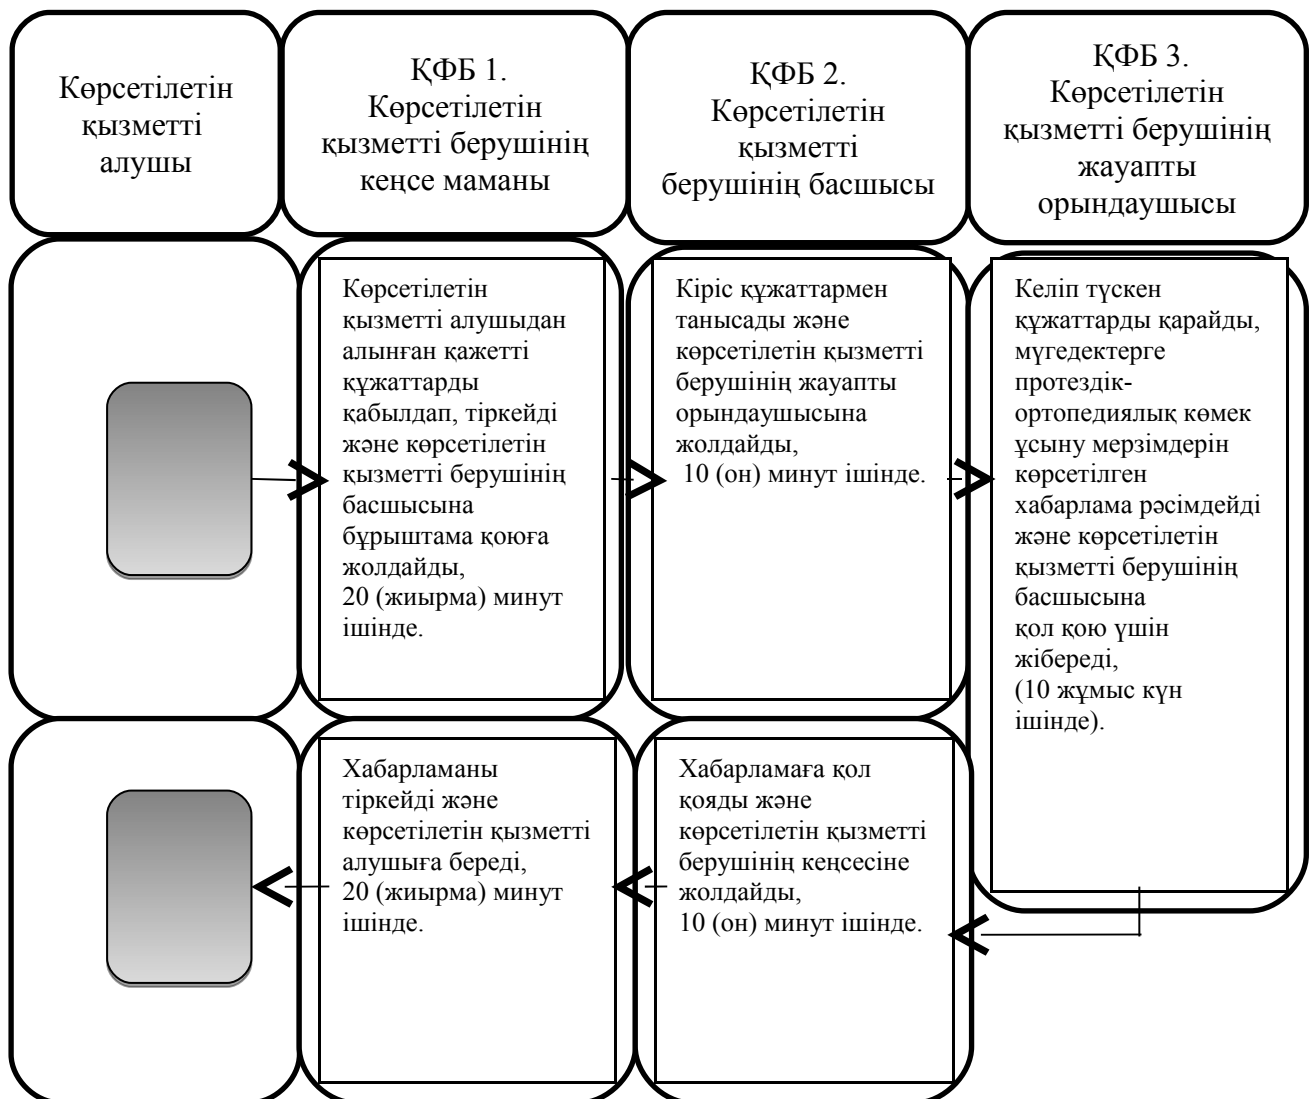 Көрсетілетін
қызметті
алушы
ҚФБ 1.
Көрсетілетін
қызметті берушінің
кеңсе маманы
ҚФБ 2.
Көрсетілетін
қызметті
берушінің басшысы
ҚФБ 3.
Көрсетілетін
қызметті берушінің
жауапты
орындаушысы
Көрсетілетін
қызметті алушыдан
алынған қажетті
құжаттарды
қабылдап, тіркейді
және көрсетілетін
қызметті берушінің
басшысына
бұрыштама қоюға
жолдайды,
20 (жиырма) минут
ішінде.
Кіріс құжаттармен
танысады және
көрсетілетін қызметті
берушінің жауапты
орындаушысына
жолдайды,
10 (он) минут ішінде.
Келіп түскен
құжаттарды қарайды,
мүгедектерге
протездік-
ортопедиялық көмек
ұсыну мерзімдерін
көрсетілген
хабарлама рәсімдейді
және көрсетілетін
қызметті берушінің
басшысына
қол қою үшін
жібереді,
(10 жұмыс күн
ішінде).
Хабарламаны
тіркейді және
көрсетілетін қызметті
алушыға береді,
20 (жиырма) минут
ішінде.
Хабарламаға қол
қояды және
көрсетілетін қызметті
берушінің кеңсесіне
жолдайды,
10 (он) минут ішінде.